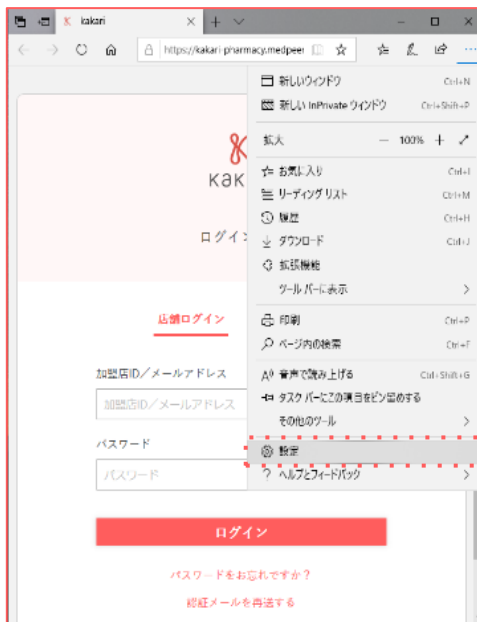 kakari
https://kakari-pharmacy.medpeer
新しいウィンドウ Ctrl+N
新しい InPrivate ウィンドウ Ctrl+Shift+P
拡大 － 100% ＋
お気に入り Ctrl+I
リーディング リスト Ctrl+M
履歴 Ctrl+H
ダウンロード Ctrl+J
拡張機能
ツール バーに表示
印刷 Ctrl+P
ページ内の検索 Ctrl+F
音声で読み上げる Ctrl+Shift+G
タスク バーにこの項目をピン留めする
その他のツール
設定
ヘルプとフィードバック
kak
ログイン
店舗ログイン
加盟店ID／メールアドレス
加盟店ID／メールアドレス
パスワード
パスワード
ログイン
パスワードをお忘れですか？
認証メールを再送する